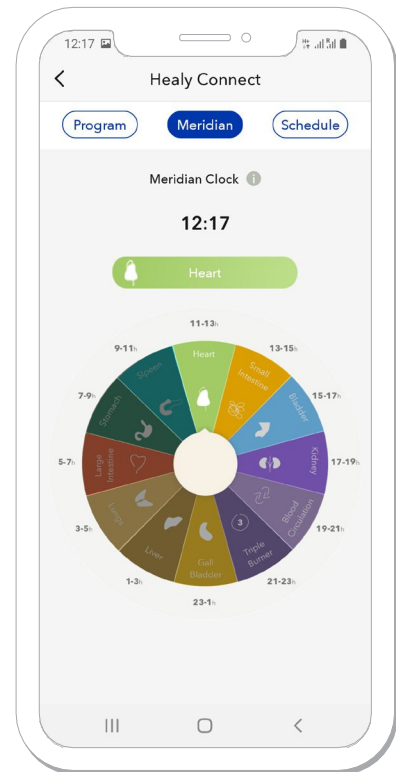 12:17
Healy Connect
Program
Meridian
Schedule
Meridian Clock i
12:17
Heart
11-13h
9-11h
13-15h
Heart
Spleen
Small
Intestine
7-9h
15-17h
Stomach
Bladder
5-7h
Large
Intestine
Kidney
17-19h
Lungs
Blood
Circulation
3-5h
19-21h
3
Liver
Gall
Bladder
Triple
Burner
1-3h
21-23h
23-1h